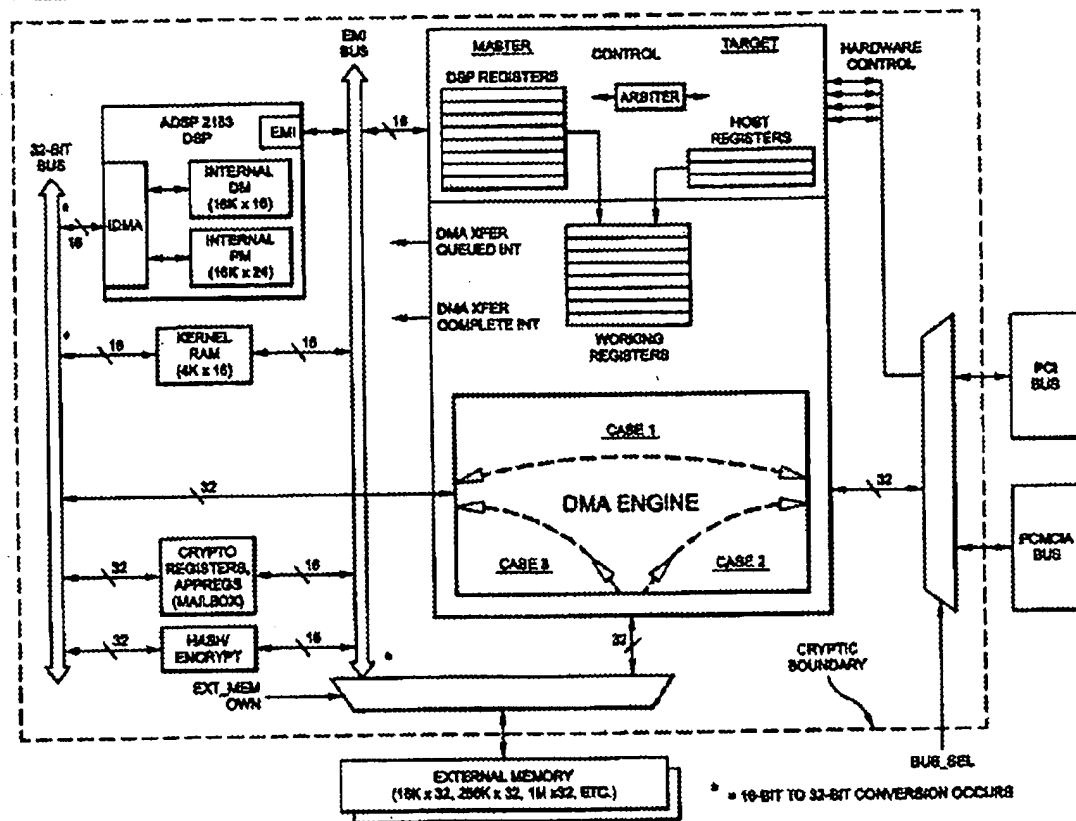 EMI
BUS
MASTER
CONTROL
TARGET
HARDWARE
CONTROL
DSP REGISTERS
ARBITER
HOST
REGISTERS
ADSP 2183
DSP
EMI
16
32-BIT
BUS
INTERNAL
DM
(16K x 16)
IDMA
*
16
INTERNAL
PM
(16K x 24)
DMA XFER
QUEUED INT
DMA XFER
COMPLETE INT
WORKING
REGISTERS
*
16
KERNEL
RAM
(4K x 16)
16
PCI
BUS
CASE 1
32
DMA ENGINE
32
CASE 3
CASE 2
PCMCIA
BUS
32
CRYPTO
REGISTERS,
APPREGS
(MAILBOX)
16
32
HASH/
ENCRYPT
16
*
32
CRYPTIC
BOUNDARY
EXT_MEM
OWN
BUS_SEL
EXTERNAL MEMORY
(16K x 32, 256K x 32, 1M x32, ETC.)
* = 16-BIT TO 32-BIT CONVERSION OCCURS